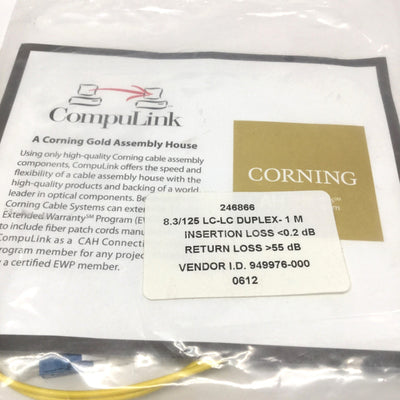 CompuLink
A Corning Gold Assembly House
Using only high-quality Corning cable assembly
components, CompuLink offers the speed and
flexibility of a cable assembly house with the
high-quality products and backing of a world
leader in optical components.
Corning Cable Systems can exten
Extended Warranty℠ Program (E
to include fiber patch cords manu
CompuLink as a CAH Connecti
rogram member for any proje
a certified EWP member.
CORNING
246866
8.3/125 LC-LC DUPLEX- 1 M
INSERTION LOSS <0.2 dB
RETURN LOSS >55 dB
VENDOR I.D. 949976-000
0612